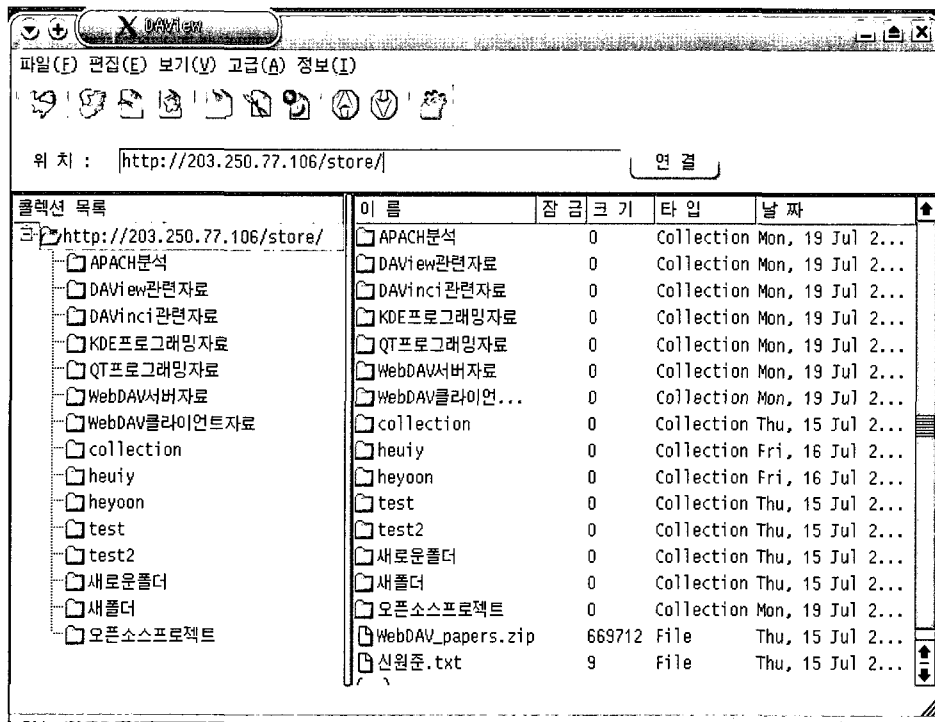 DAView
파일(F) 편집(E) 보기(V) 고급(A) 정보(I)
위 치 : http://203.250.77.106/store/ 연 결
콜렉션 목록
http://203.250.77.106/store/
APACH분석
DAView관련자료
DAVinci관련자료
KDE프로그래밍자료
QT프로그래밍자료
WebDAV서버자료
WebDAV클라이언트자료
collection
heuiy
heyoon
test
test2
새로운폴더
새폴더
오픈소스프로젝트
이 름 잠 금 크 기 타 입 날 짜
APACH분석 0 Collection Mon, 19 Jul 2...
DAView관련자료 0 Collection Mon, 19 Jul 2...
DAVinci관련자료 0 Collection Mon, 19 Jul 2...
KDE프로그래밍자료 0 Collection Mon, 19 Jul 2...
QT프로그래밍자료 0 Collection Mon, 19 Jul 2...
WebDAV서버자료 0 Collection Mon, 19 Jul 2...
WebDAV클라이언... 0 Collection Mon, 19 Jul 2...
collection 0 Collection Thu, 15 Jul 2...
heuiy 0 Collection Fri, 16 Jul 2...
heyoon 0 Collection Fri, 16 Jul 2...
test 0 Collection Thu, 15 Jul 2...
test2 0 Collection Thu, 15 Jul 2...
새로운폴더 0 Collection Thu, 15 Jul 2...
새폴더 0 Collection Thu, 15 Jul 2...
오픈소스프로젝트 0 Collection Mon, 19 Jul 2...
WebDAV_papers.zip 669712 File Thu, 15 Jul 2...
신원준.txt 9 File Thu, 15 Jul 2...